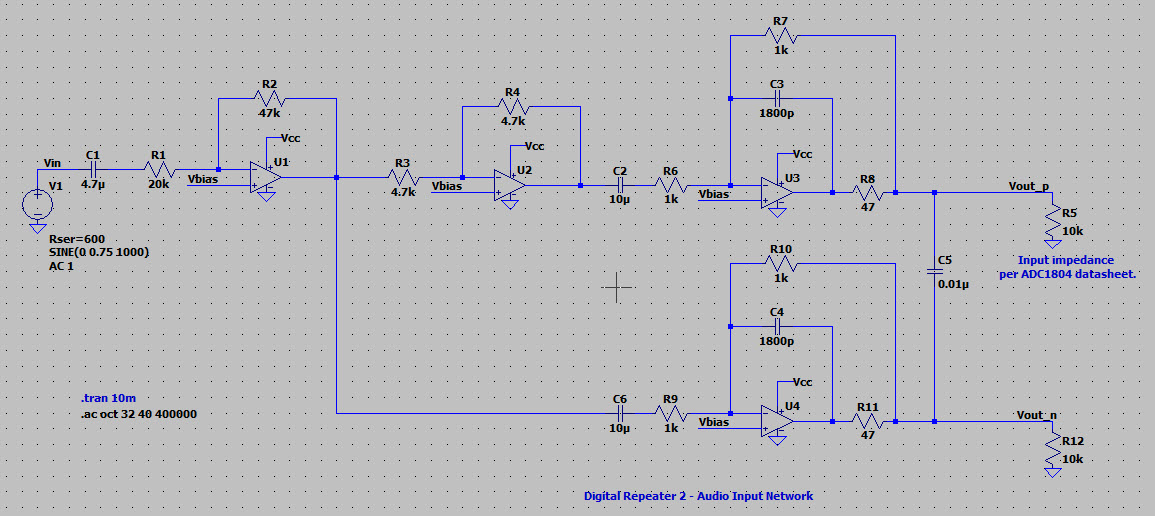 R7
1k
R2
47k
C3
1800p
R4
4.7k
Vcc
U1
Vcc
U2
Vcc
U3
Vin
C1
4.7µ
R1
20k
Vbias
R3
4.7k
Vbias
C2
10µ
R6
1k
Vbias
R8
47
Vout_p
V1
R5
10k
Rser=600
SINE(0 0.75 1000)
AC 1
R10
1k
C5
0.01µ
Input impedance
per ADC1804 datasheet.
C4
1800p
Vcc
U4
.tran 10m
.ac oct 32 40 400000
C6
10µ
R9
1k
Vbias
R11
47
Vout_n
R12
10k
Digital Repeater 2 - Audio Input Network